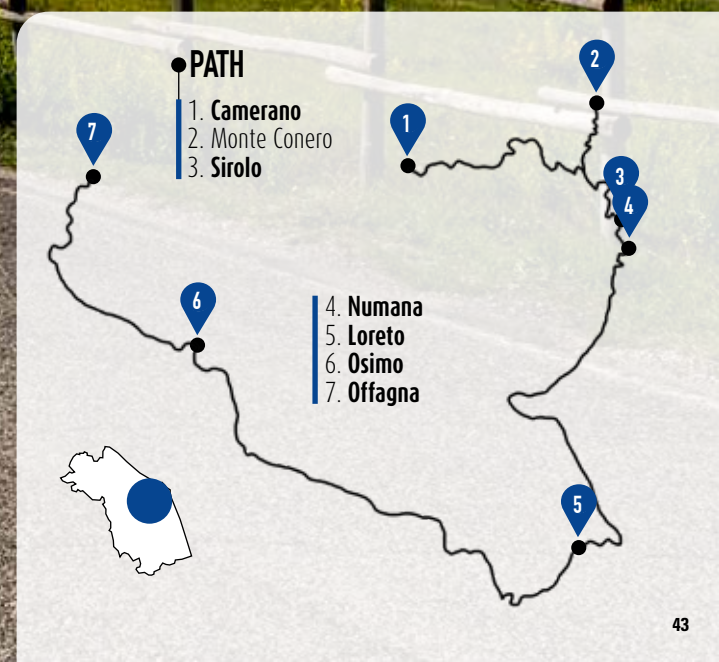 PATH
1. Camerano
2. Monte Conero
3. Sirolo
4. Numana
5. Loreto
6. Osimo
7. Offagna
1
2
3
4
5
6
7
43